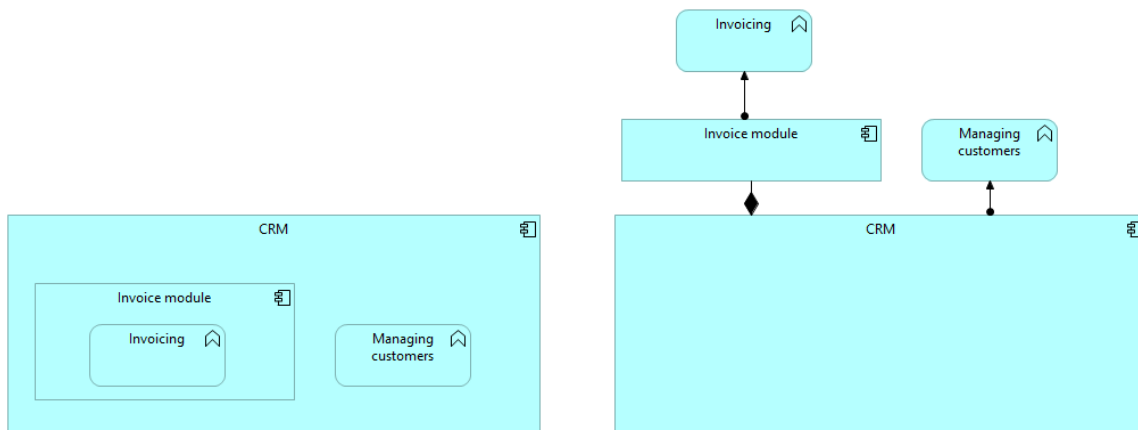 Invoicing
Invoice module
Managing
customers
CRM
CRM
Invoice module
Invoicing
Managing
customers